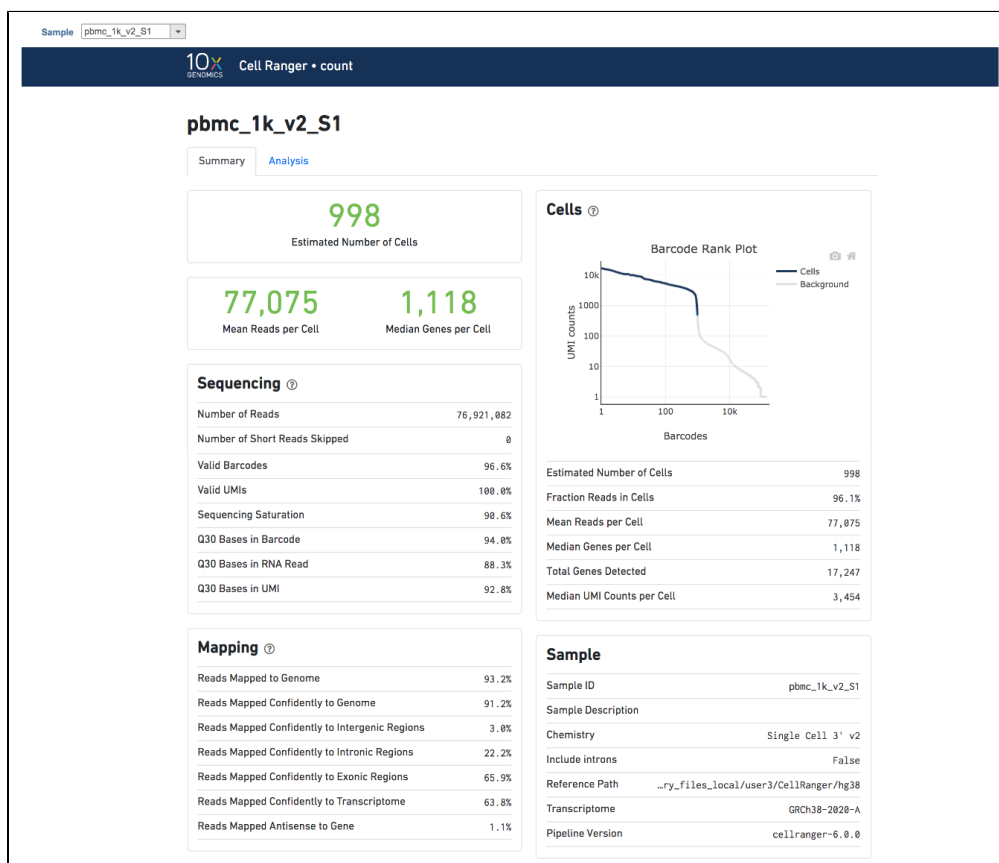 Sample pbmc_1k_v2_S1
10x GENOMICS Cell Ranger • count
pbmc_1k_v2_S1
Summary Analysis
998
Estimated Number of Cells
77,075 1,118
Mean Reads per Cell Median Genes per Cell
Sequencing ?
Number of Reads 76,921,082
Number of Short Reads Skipped 0
Valid Barcodes 96.6%
Valid UMIs 100.0%
Sequencing Saturation 90.6%
Q30 Bases in Barcode 94.0%
Q30 Bases in RNA Read 88.3%
Q30 Bases in UMI 92.8%
Mapping ?
Reads Mapped to Genome 93.2%
Reads Mapped Confidently to Genome 91.2%
Reads Mapped Confidently to Intergenic Regions 3.0%
Reads Mapped Confidently to Intronic Regions 22.2%
Reads Mapped Confidently to Exonic Regions 65.9%
Reads Mapped Confidently to Transcriptome 63.8%
Reads Mapped Antisense to Gene 1.1%
Cells ?
Barcode Rank Plot
Cells
Background
UMI counts
10k
1000
100
10
1
1 100 10k
Barcodes
Estimated Number of Cells 998
Fraction Reads in Cells 96.1%
Mean Reads per Cell 77,075
Median Genes per Cell 1,118
Total Genes Detected 17,247
Median UMI Counts per Cell 3,454
Sample
Sample ID pbmc_1k_v2_S1
Sample Description
Chemistry Single Cell 3' v2
Include introns False
Reference Path …ry_files_local/user3/CellRanger/hg38
Transcriptome GRCh38-2020-A
Pipeline Version cellranger-6.0.0